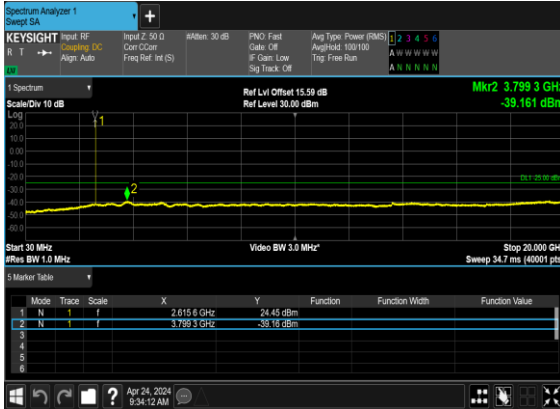 Spectrum Analyzer 1
Swept SA
+
KEYSIGHT
R T
Input: RF
Coupling: DC
Align: Auto
Input Z: 50 Ω
Corr CCorr
Freq Ref: Int (S)
#Atten: 30 dB
PNO: Fast
Gate: Off
IF Gain: Low
Sig Track: Off
Avg Type: Power (RMS)
Avg|Hold: 100/100
Trig: Free Run
1 2 3 4 5 6
A W W W W W
A N N N N N
1 Spectrum
Scale/Div 10 dB
Ref Lvl Offset 15.59 dB
Ref Level 30.00 dBm
Mkr2 3.799 3 GHz
-39.161 dBm
Log
20.0
10.0
0.00
-10.0
-20.0
-30.0
-40.0
-50.0
-60.0
1
2
DL1 -25.00 dBm
Start 30 MHz
#Res BW 1.0 MHz
Video BW 3.0 MHz*
Stop 20.000 GH
Sweep 34.7 ms (40001 pts
5 Marker Table
Mode Trace Scale X Y Function Function Width Function Value
1 N 1 f 2.615 6 GHz 24.45 dBm
2 N 1 f 3.799 3 GHz -39.16 dBm
3
4
5
6
?
Apr 24, 2024
9:34:12 AM